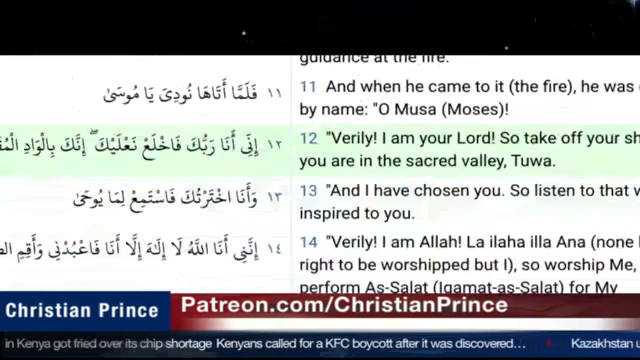 guidance at the fire.
١١ فَلَمَّا أَتَاهَا نُودِيَ يَا مُوسَىٰ
11 And when he came to it (the fire), he was
by name: "O Musa (Moses)!
١٢ إِنِّي أَنَا رَبُّكَ فَاخْلَعْ نَعْلَيْكَ ۖ إِنَّكَ بِالْوَادِ
12 "Verily! I am your Lord! So take off your
you are in the sacred valley, Tuwa.
١٣ وَأَنَا اخْتَرْتُكَ فَاسْتَمِعْ لِمَا يُوحَىٰ
13 "And I have chosen you. So listen to that
inspired to you.
١٤ إِنَّنِي أَنَا اللَّهُ لَا إِلَٰهَ إِلَّا أَنَا فَاعْبُدْنِي وَأَقِمِ
14 "Verily! I am Allah! La ilaha illa Ana (none
right to be worshipped but I), so worship Me,
perform As-Salat (Iqamat-as-Salat) for My
Christian Prince
Patreon.com/ChristianPrince
in Kenya got fried over its chip shortage Kenyans called for a KFC boycott after it was discovered... • Kazakhstan